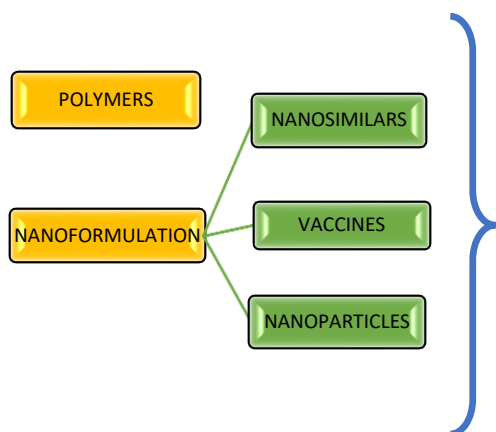 POLYMERS
NANOSIMILARS
NANOFORMULATION
VACCINES
NANOPARTICLES